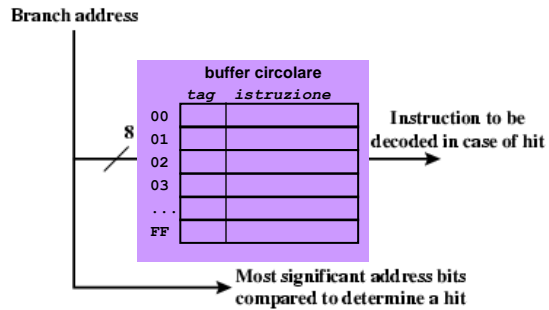 Branch address
buffer circolare
tag istruzione
00
01
02
03
...
FF
8
Instruction to be
decoded in case of hit
Most significant address bits
compared to determine a hit